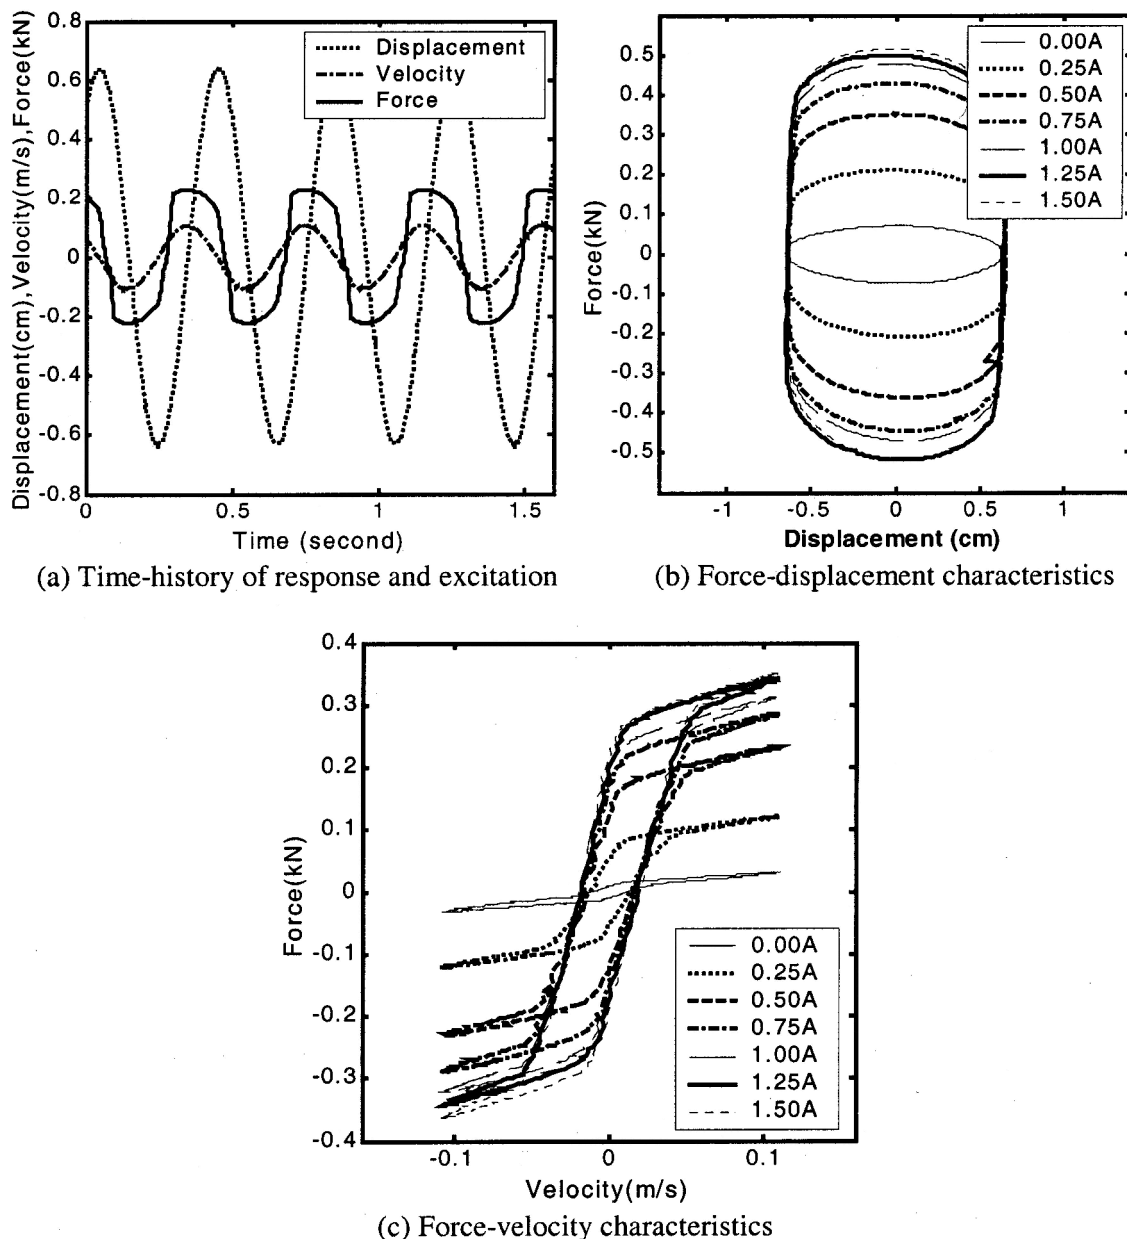 Displacement(cm),Velocity(m/s),Force(kN)
0.8
0.6
0.4
0.2
0
-0.2
-0.4
-0.6
-0.8
Displacement
Velocity
Force
0 0.5 1 1.5
Time (second)
(a) Time-history of response and excitation
Force(kN)
0.5
0.4
0.3
0.2
0.1
0
-0.1
-0.2
-0.3
-0.4
-0.5
0.00A
0.25A
0.50A
0.75A
1.00A
1.25A
1.50A
-1 -0.5 0 0.5 1
Displacement (cm)
(b) Force-displacement characteristics
Force(kN)
0.4
0.3
0.2
0.1
0
-0.1
-0.2
-0.3
-0.4
0.00A
0.25A
0.50A
0.75A
1.00A
1.25A
1.50A
-0.1 0 0.1
Velocity(m/s)
(c) Force-velocity characteristics